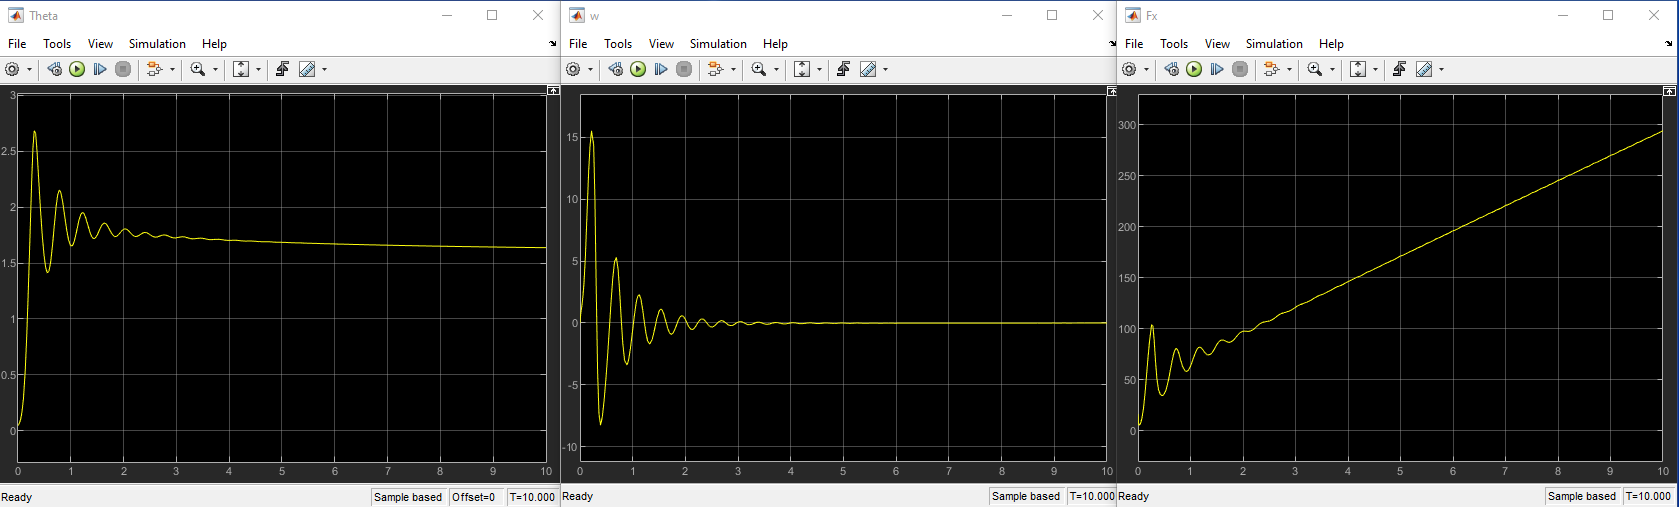 Theta
File Tools View Simulation Help
3
2.5
2
1.5
1
0.5
0
0 1 2 3 4 5 6 7 8 9 10
Ready Sample based Offset=0 T=10.000
w
File Tools View Simulation Help
15
10
5
0
-5
-10
0 1 2 3 4 5 6 7 8 9 10
Ready Sample based T=10.000
Fx
File Tools View Simulation Help
300
250
200
150
100
50
0
0 1 2 3 4 5 6 7 8 9 10
Ready Sample based T=10.000